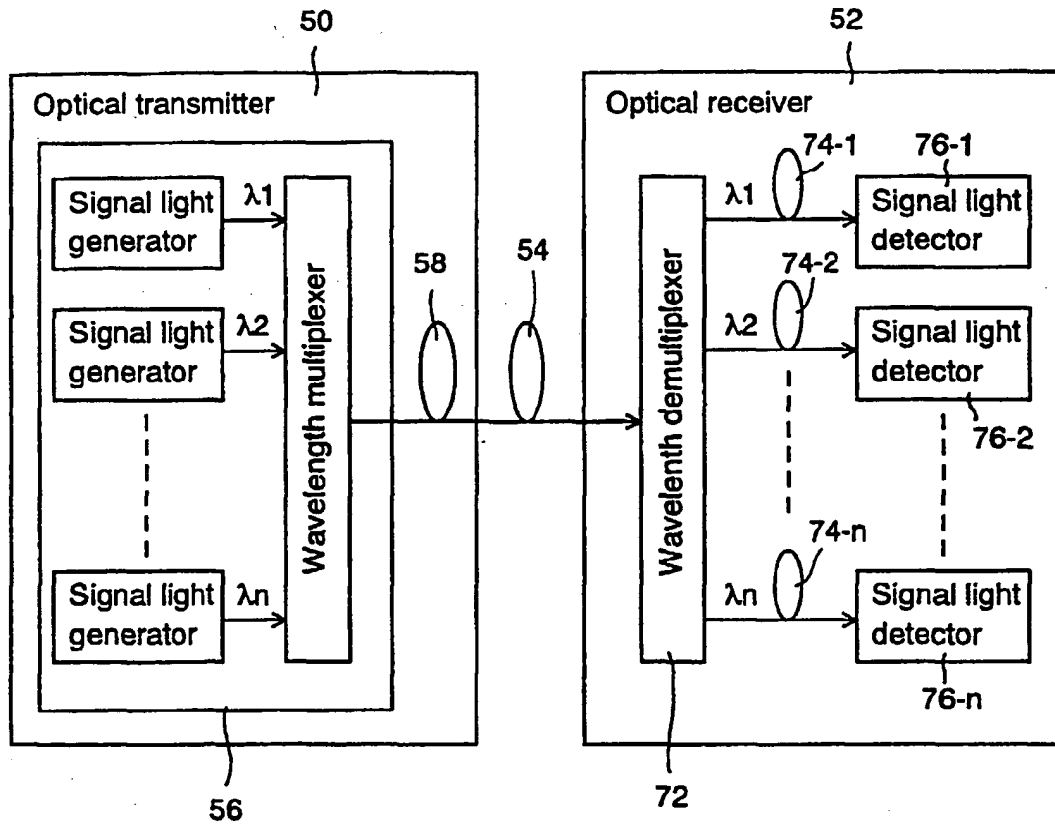 50
52
Optical transmitter
Optical receiver
Signal light
generator
λ1
Signal light
generator
λ2
Signal light
generator
λn
Wavelength multiplexer
58
54
Wavelenth demultiplexer
λ1
74-1
76-1
Signal light
detector
λ2
74-2
Signal light
detector
76-2
λn
74-n
Signal light
detector
76-n
56
72